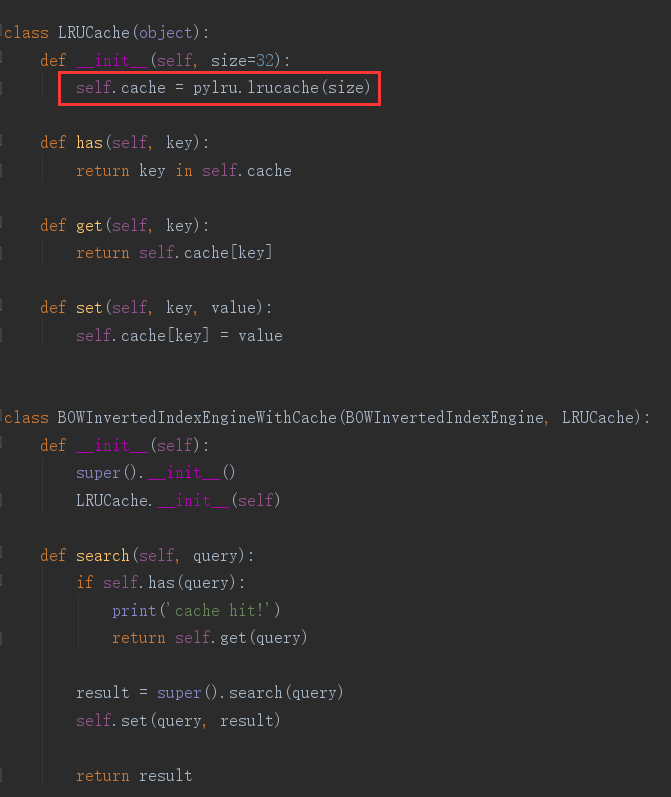 class LRUCache(object):
    def __init__(self, size=32):
        self.cache = pylru.lrucache(size)
    def has(self, key):
        return key in self.cache
    def get(self, key):
        return self.cache[key]
    def set(self, key, value):
        self.cache[key] = value
class BOWInvertedIndexEngineWithCache(BOWInvertedIndexEngine, LRUCache):
    def __init__(self):
        super().__init__()
        LRUCache.__init__(self)
    def search(self, query):
        if self.has(query):
            print('cache hit!')
            return self.get(query)
        result = super().search(query)
        self.set(query, result)
        return result